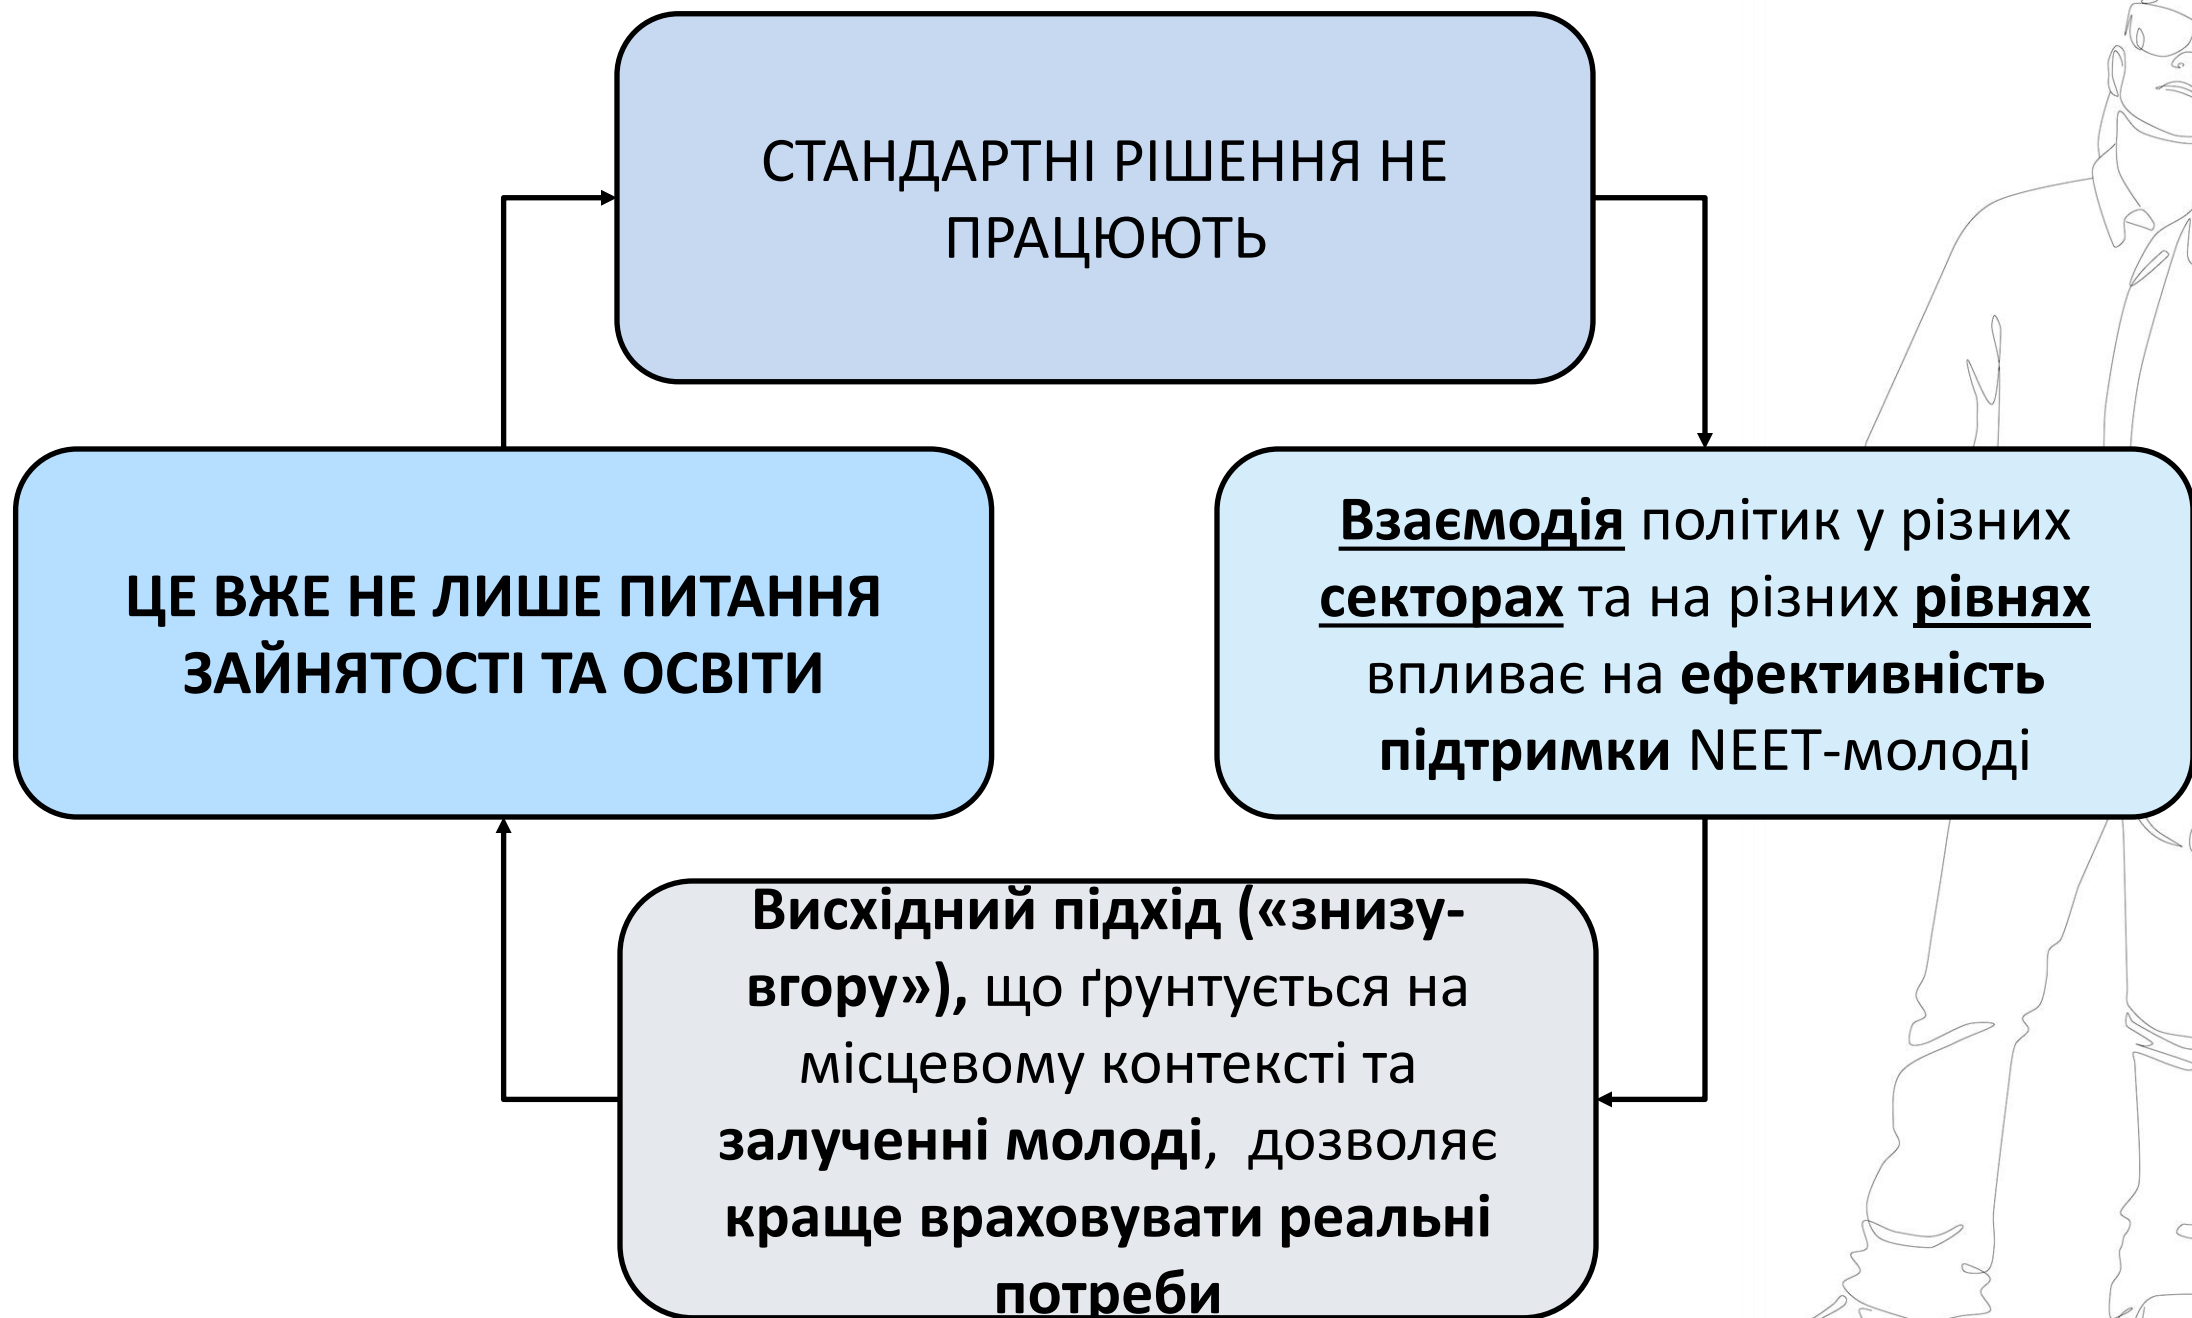 СТАНДАРТНІ РІШЕННЯ НЕ
ПРАЦЮЮТЬ
Взаємодія політик у різних
секторах та на різних рівнях
впливає на ефективність
підтримки NEET-молоді
Висхідний підхід («знизу-
вгору»), що ґрунтується на
місцевому контексті та
залученні молоді, дозволяє
краще враховувати реальні
потреби
ЦЕ ВЖЕ НЕ ЛИШЕ ПИТАННЯ
ЗАЙНЯТОСТІ ТА ОСВІТИ